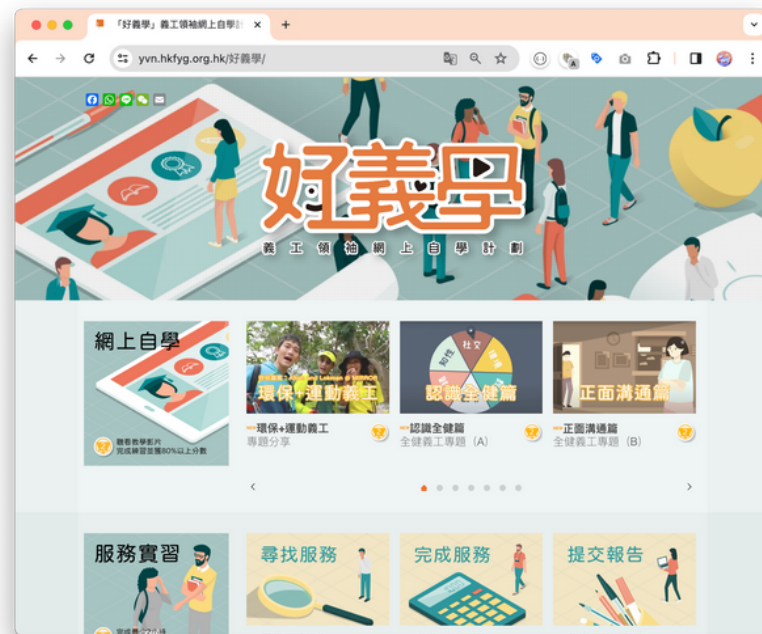 「好義學」義工領袖網上自學
yvn.hkfyg.org.hk/好義學/
好義學
義工領袖網上自學計劃
網上自學
觀看教學影片
完成練習並獲80%以上分數
環保+運動義工
認識全健篇
正面溝通篇
知性
社交
環保+運動義工
專題分享
認識全健篇
全健義工專題（A）
正面溝通篇
全健義工專題（B）
服務實習
尋找服務
完成服務
提交報告